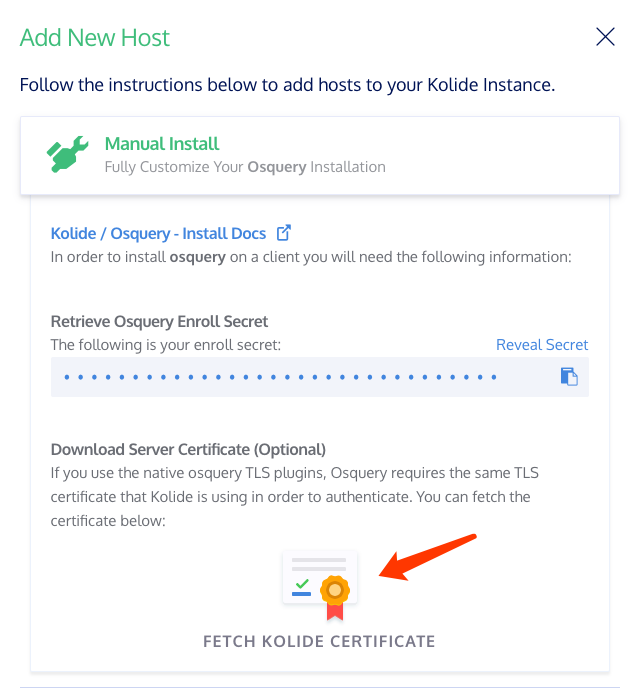 Add New Host
Follow the instructions below to add hosts to your Kolide Instance.
Manual Install
Fully Customize Your Osquery Installation
Kolide / Osquery - Install Docs
In order to install osquery on a client you will need the following information:
Retrieve Osquery Enroll Secret
The following is your enroll secret:
Reveal Secret
••••••••••••••••••••••••••••••••
Download Server Certificate (Optional)
If you use the native osquery TLS plugins, Osquery requires the same TLS
certificate that Kolide is using in order to authenticate. You can fetch the
certificate below:
FETCH KOLIDE CERTIFICATE